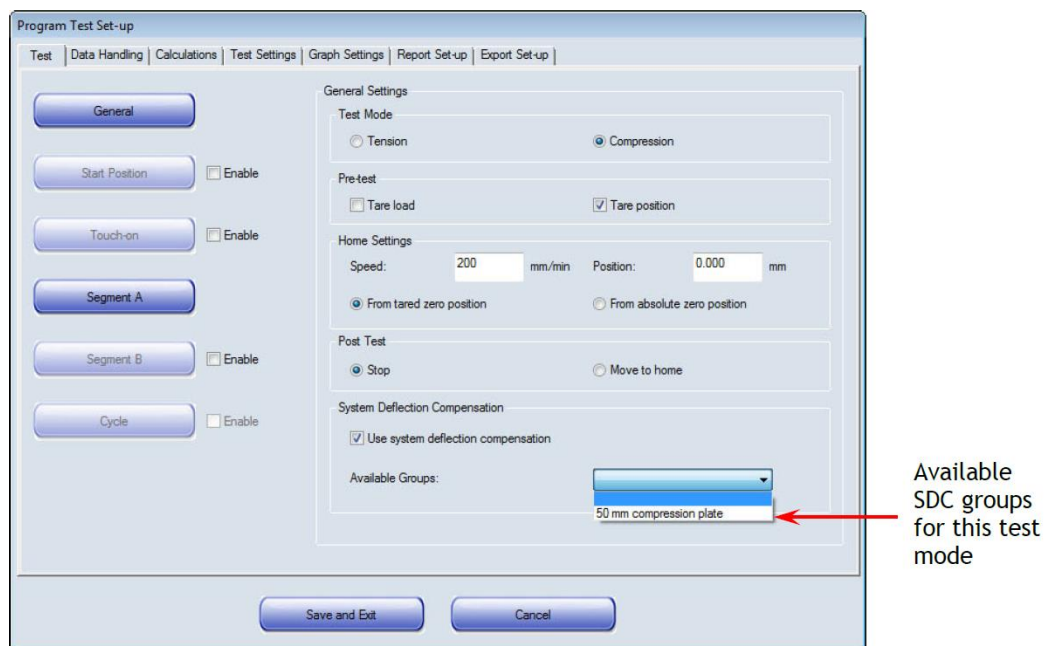 Program Test Set-up
Test Data Handling Calculations Test Settings Graph Settings Report Set-up Export Set-up
General
Start Position Enable
Touch-on Enable
Segment A
Segment B Enable
Cycle Enable
General Settings
Test Mode
Tension Compression
Pre-test
Tare load Tare position
Home Settings
Speed: 200 mm/min Position: 0.000 mm
From tared zero position From absolute zero position
Post Test
Stop Move to home
System Deflection Compensation
Use system deflection compensation
Available Groups:
50 mm compression plate
Available
SDC groups
for this test
mode
Save and Exit Cancel